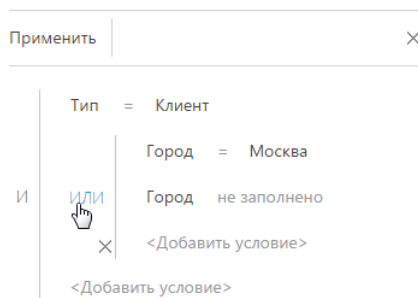 Применить
Тип = Клиент
Город = Москва
И ИЛИ Город не заполнено
<Добавить условие>
<Добавить условие>